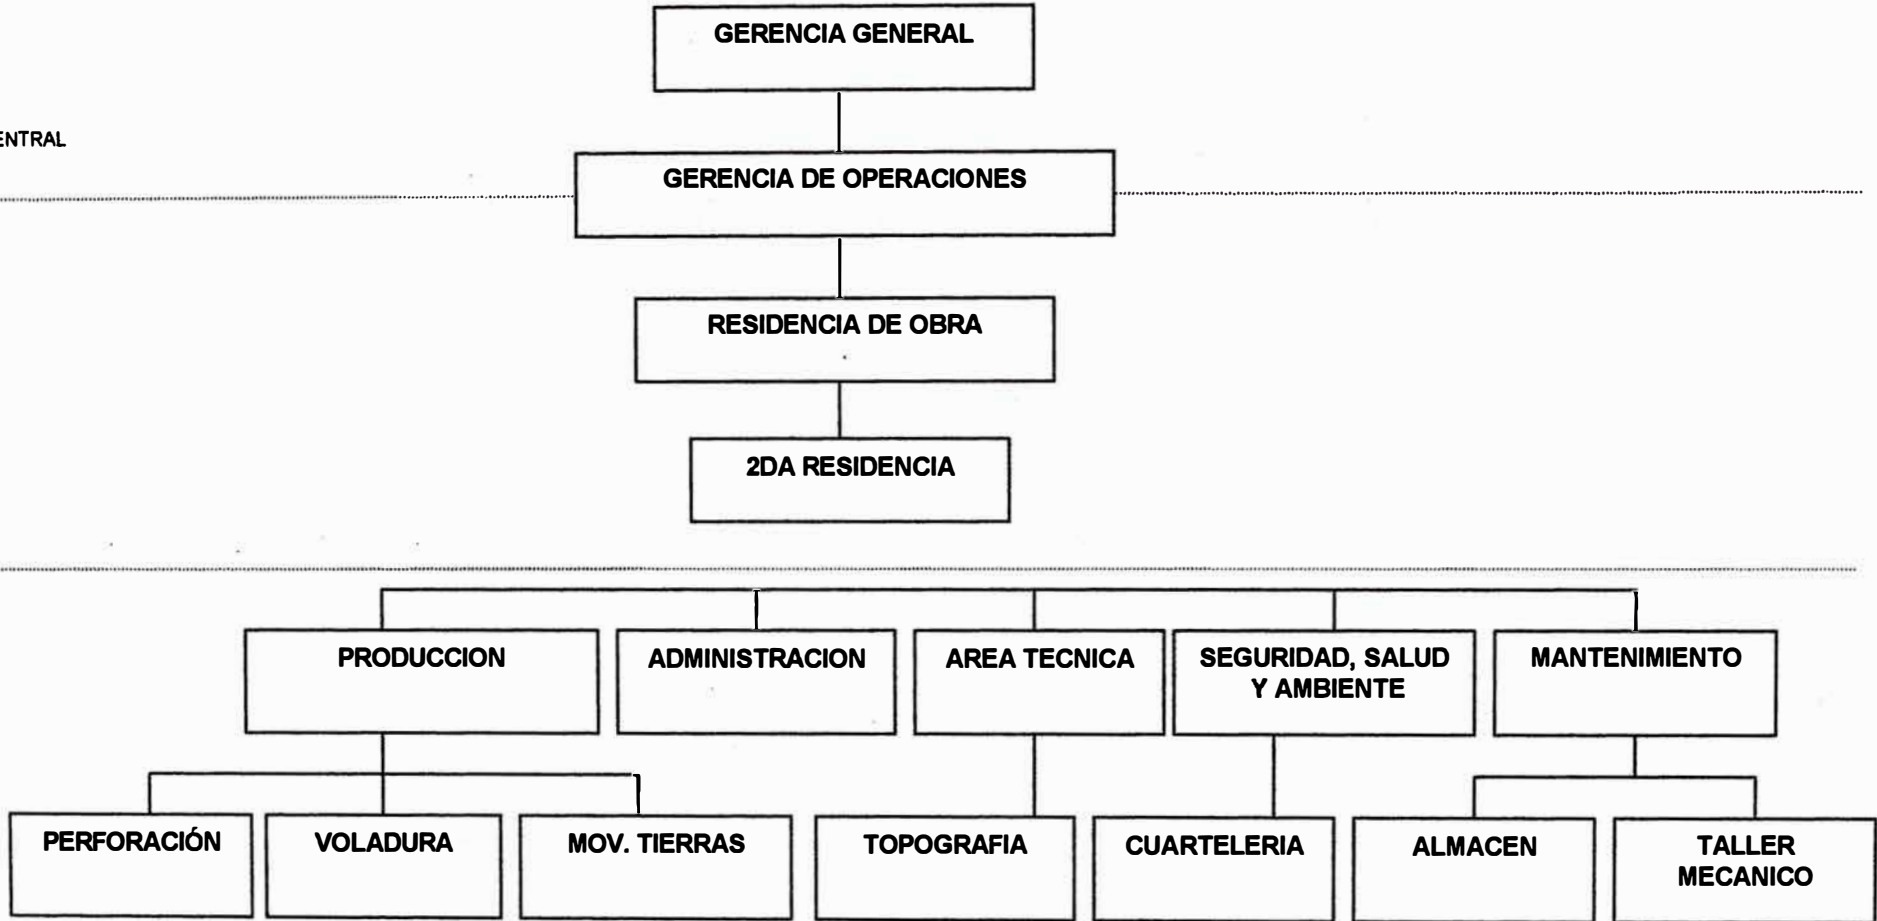 GERENCIA GENERAL
ENTRAL
GERENCIA DE OPERACIONES
RESIDENCIA DE OBRA
2DA RESIDENCIA
PRODUCCION
ADMINISTRACION
AREA TECNICA
SEGURIDAD, SALUD
Y AMBIENTE
MANTENIMIENTO
PERFORACIÓN
VOLADURA
MOV. TIERRAS
TOPOGRAFIA
CUARTELERIA
ALMACEN
TALLER
MECANICO